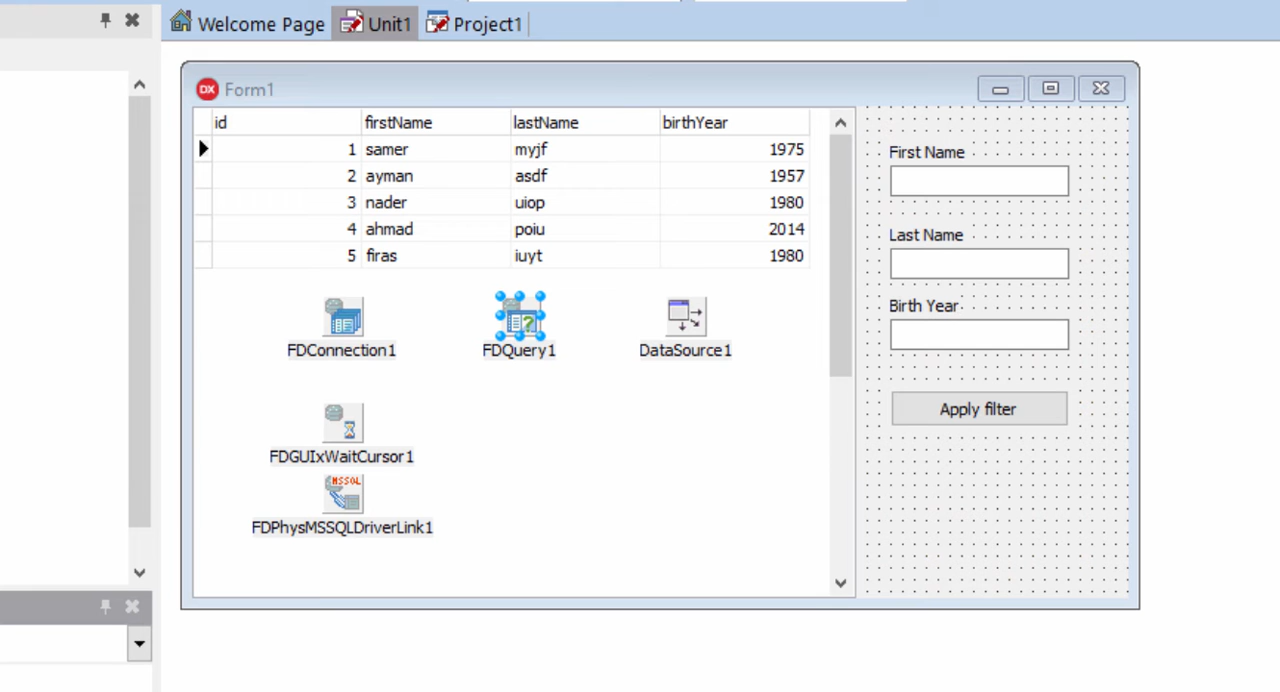 Welcome Page Unit1 Project1
DX Form1
id firstName lastName birthYear
1 samer myjf 1975
2 ayman asdf 1957
3 nader uiop 1980
4 ahmad poiu 2014
5 firas iuyt 1980
First Name
Last Name
Birth Year
Apply filter
FDConnection1 FDQuery1 DataSource1
FDGUIxWaitCursor1
MSSQL
FDPhysMSSQLDriverLink1